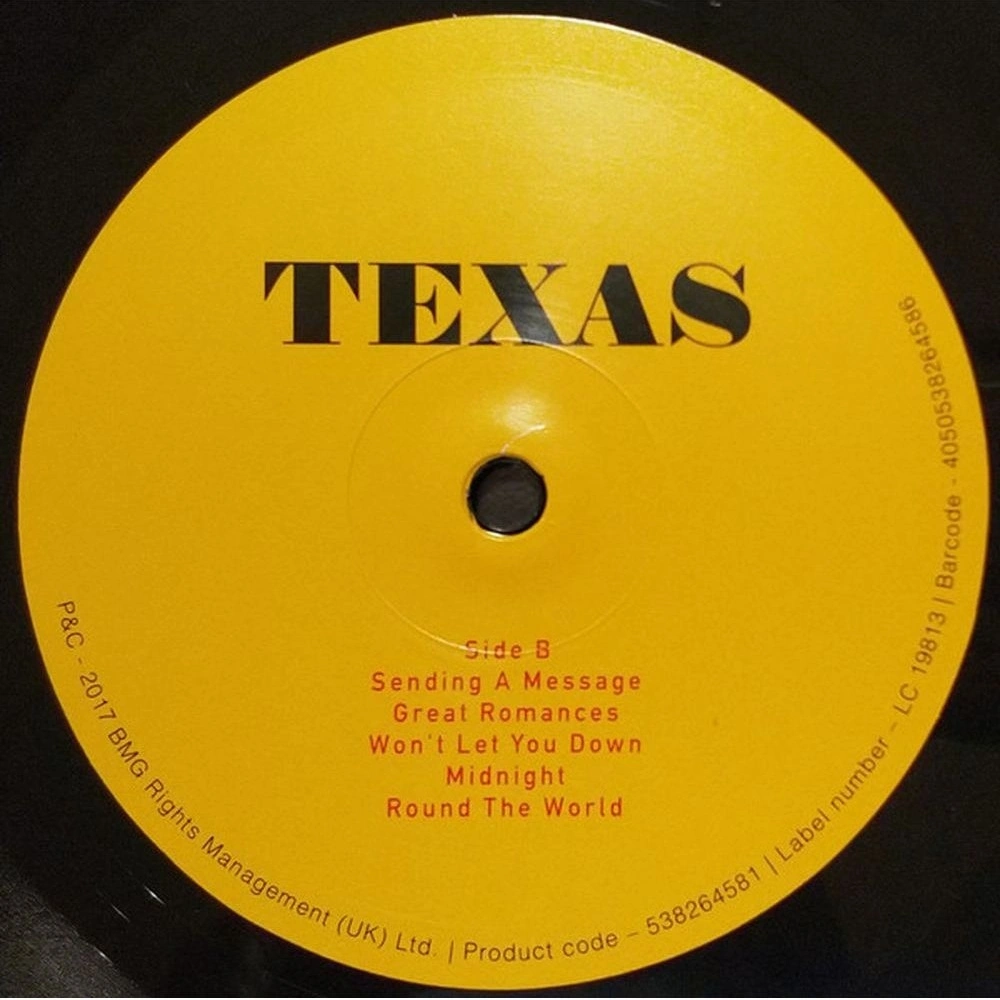 TEXAS
Side B
Sending A Message
Great Romances
Won't Let You Down
Midnight
Round The World
P&C - 2017 BMG Rights Management (UK) Ltd. | Product code – 538264581 | Label number – LC 19813 | Barcode - 4050538264586